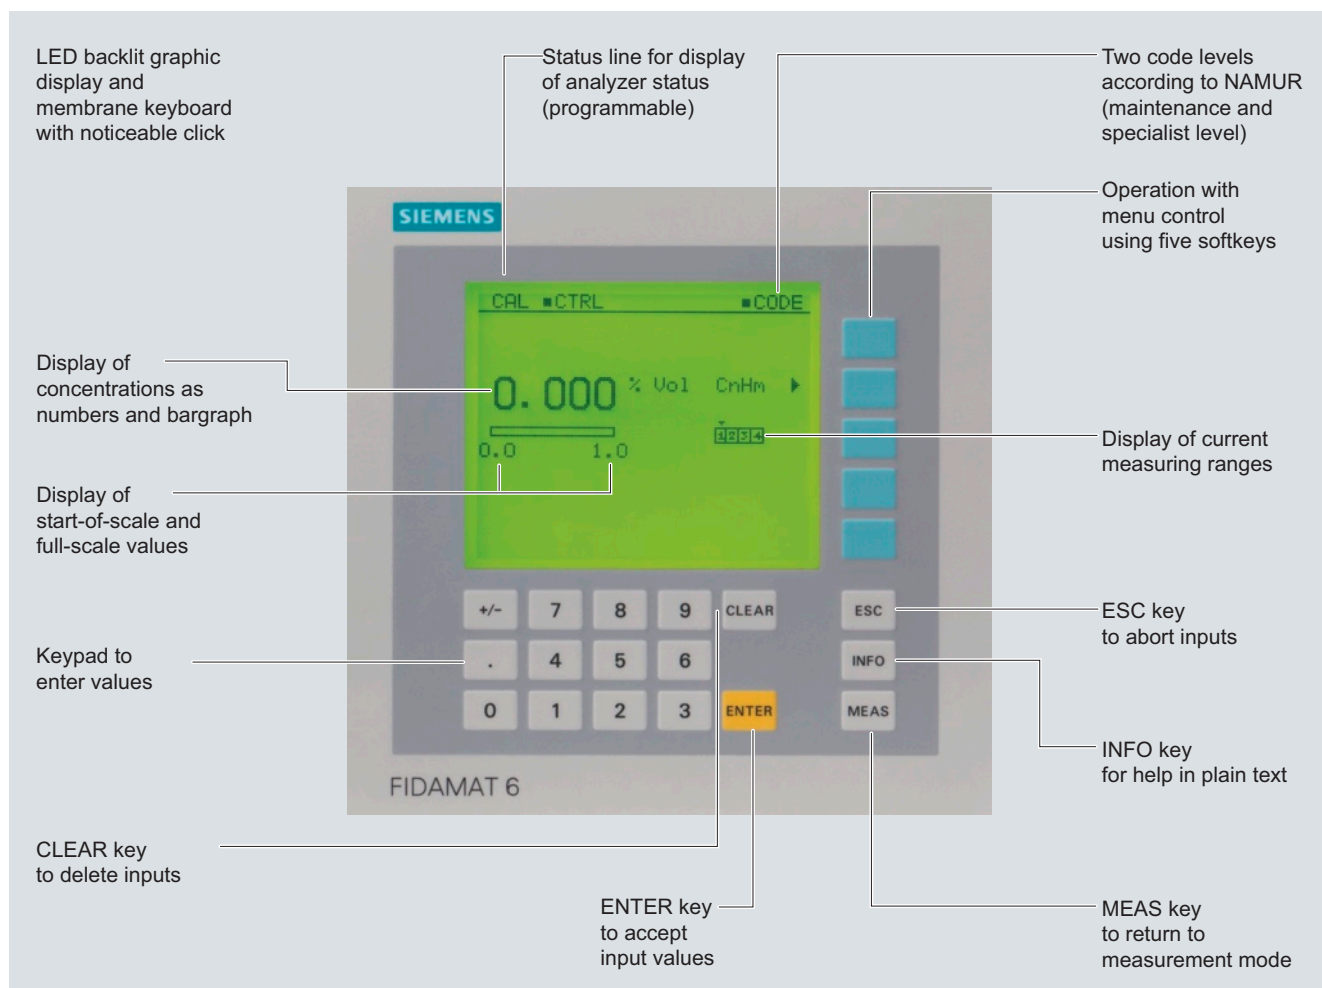 LED backlit graphic
display and
membrane keyboard
with noticeable click
Status line for display
of analyzer status
(programmable)
Two code levels
according to NAMUR
(maintenance and
specialist level)
Operation with
menu control
using five softkeys
SIEMENS
CAL ■CTRL ■CODE
Display of
concentrations as
numbers and bargraph
0.000 % Vol CnHm ▶
1 2 3 4
0.0 1.0
Display of current
measuring ranges
Display of
start-of-scale and
full-scale values
+/- 7 8 9 CLEAR ESC
ESC key
to abort inputs
Keypad to
enter values
. 4 5 6 INFO
0 1 2 3 ENTER MEAS
INFO key
for help in plain text
FIDAMAT 6
CLEAR key
to delete inputs
ENTER key
to accept
input values
MEAS key
to return to
measurement mode